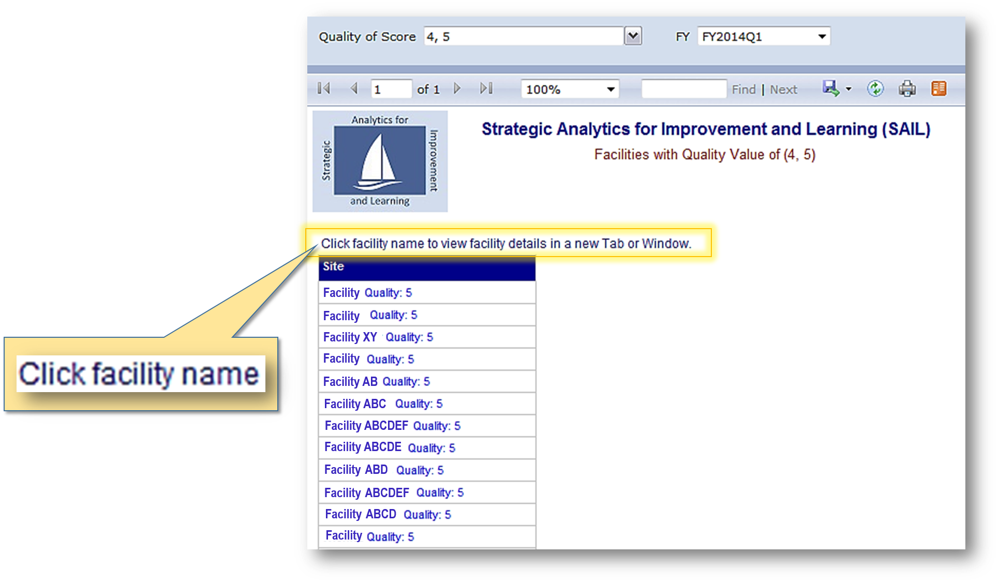 Quality of Score 4, 5 FY FY2014Q1
1 of 1 100% Find | Next
Analytics for
Strategic
Improvement
and Learning
Strategic Analytics for Improvement and Learning (SAIL)
Facilities with Quality Value of (4, 5)
Click facility name to view facility details in a new Tab or Window.
Site
Facility Quality: 5
Facility Quality: 5
Facility XY Quality: 5
Facility Quality: 5
Facility AB Quality: 5
Facility ABC Quality: 5
Facility ABCDEF Quality: 5
Facility ABCDE Quality: 5
Facility ABD Quality: 5
Facility ABCDEF Quality: 5
Facility ABCD Quality: 5
Facility Quality: 5
Click facility name